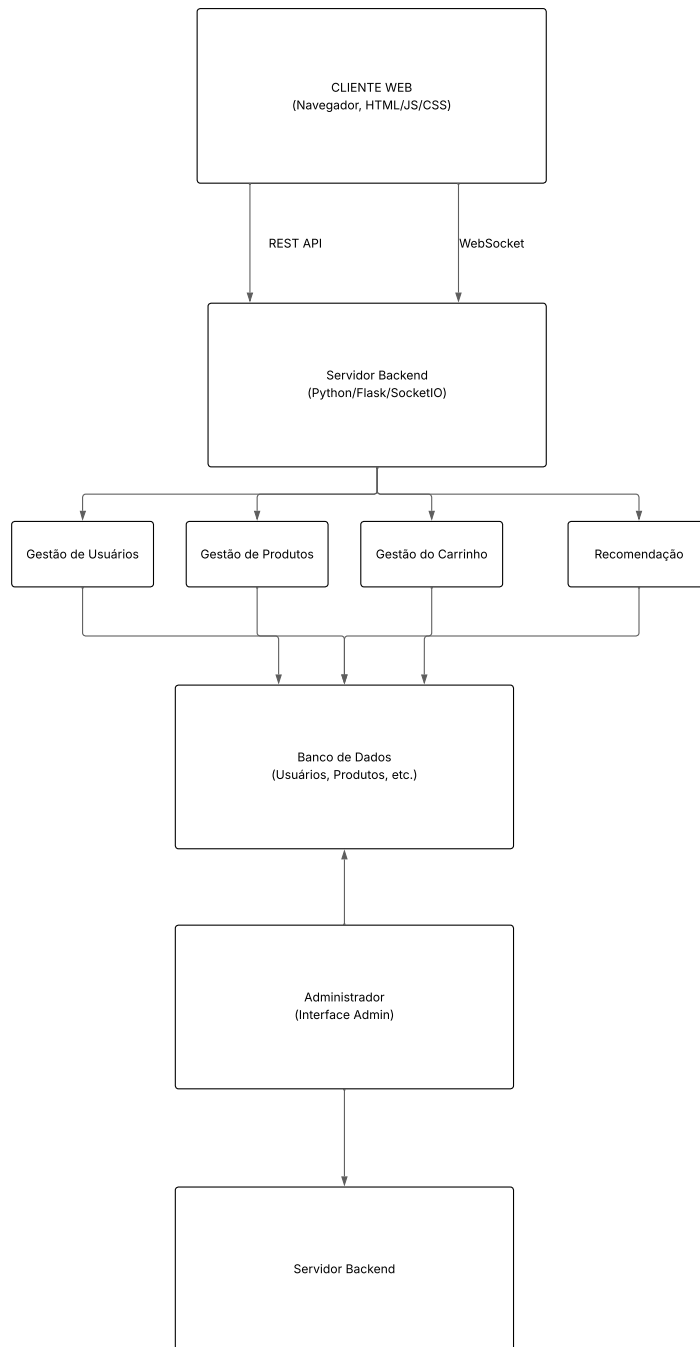 CLIENTE WEB
(Navegador, HTML/JS/CSS)
REST API
WebSocket
Servidor Backend
(Python/Flask/SocketIO)
Gestão de Usuários
Gestão de Produtos
Gestão do Carrinho
Recomendação
Banco de Dados
(Usuários, Produtos, etc.)
Administrador
(Interface Admin)
Servidor Backend